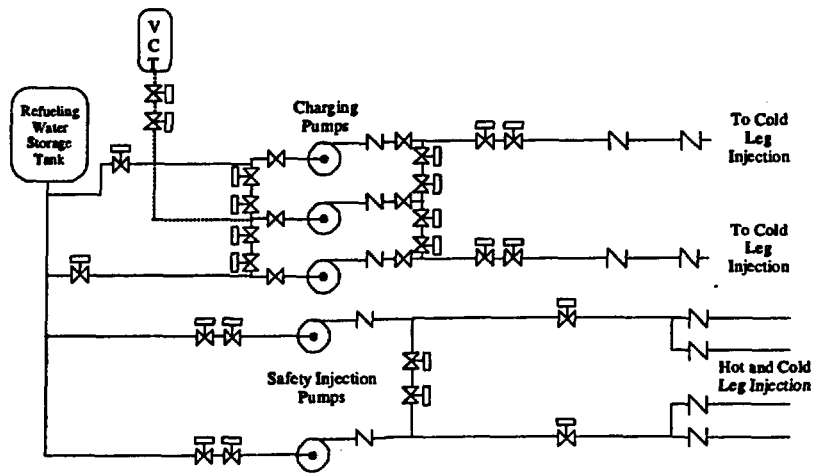 V
C
T
Refueling
Water
Storage
Tank
Charging
Pumps
To Cold
Leg
Injection
To Cold
Leg
Injection
Safety Injection
Pumps
Hot and Cold
Leg Injection